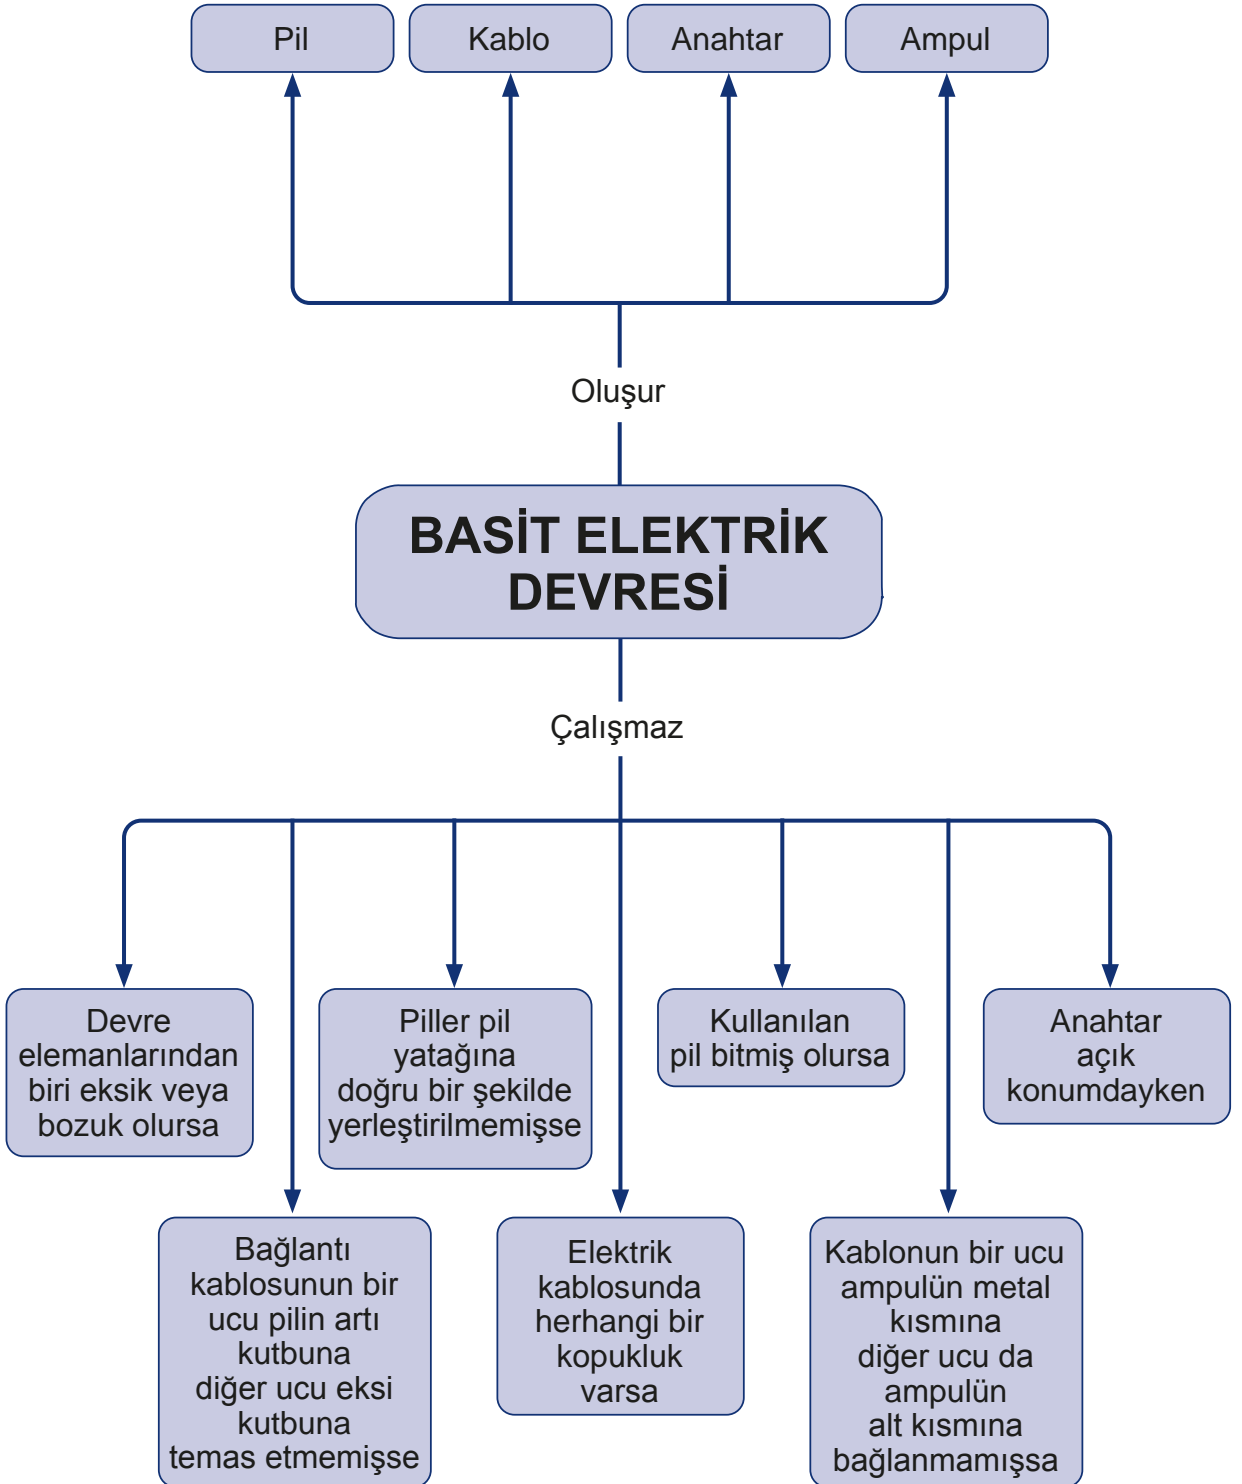 Pil
Kablo
Anahtar
Ampul
Oluşur
BASİT ELEKTRİK
DEVRESİ
Çalışmaz
Devre
elemanlarından
biri eksik veya
bozuk olursa
Piller pil
yatağına
doğru bir şekilde
yerleştirilmemişse
Kullanılan
pil bitmiş olursa
Anahtar
açık
konumdayken
Bağlantı
kablosunun bir
ucu pilin artı
kutbuna
diğer ucu eksi
kutbuna
temas etmemişse
Elektrik
kablosunda
herhangi bir
kopukluk
varsa
Kablonun bir ucu
ampulün metal
kısmına
diğer ucu da
ampulün
alt kısmına
bağlanmamışsa